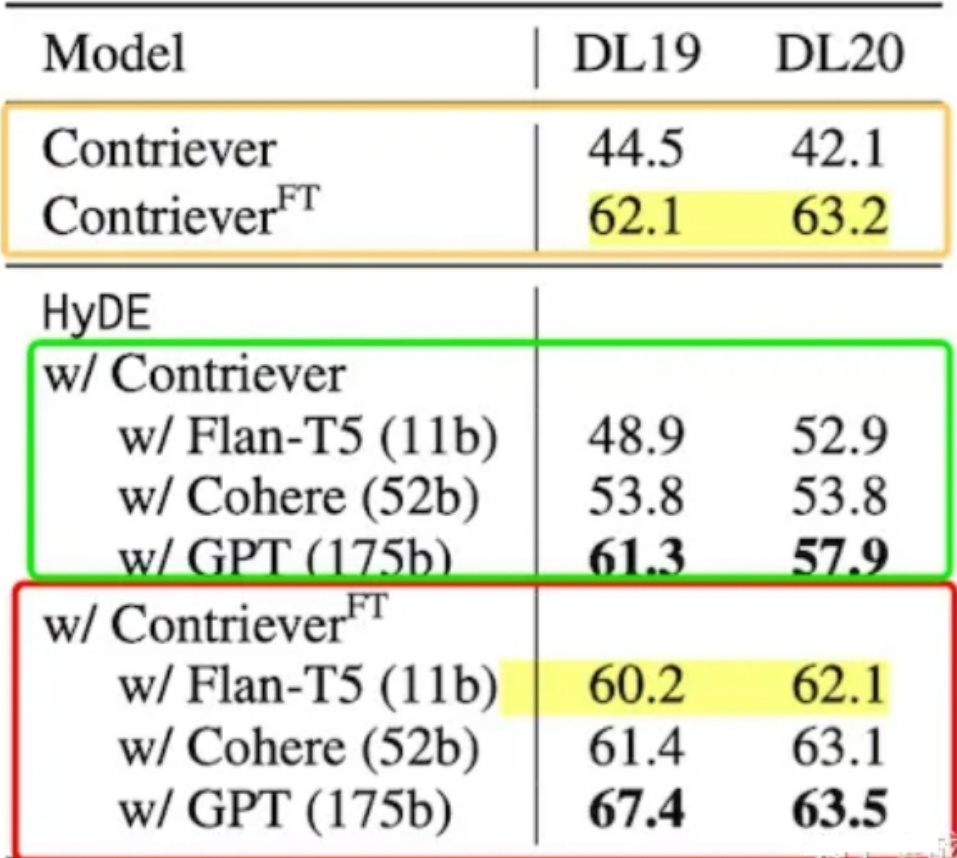 Model DL19 DL20
Contriever 44.5 42.1
Contriever^FT 62.1 63.2
HyDE
w/ Contriever
w/ Flan-T5 (11b) 48.9 52.9
w/ Cohere (52b) 53.8 53.8
w/ GPT (175b) 61.3 57.9
w/ Contriever^FT
w/ Flan-T5 (11b) 60.2 62.1
w/ Cohere (52b) 61.4 63.1
w/ GPT (175b) 67.4 63.5